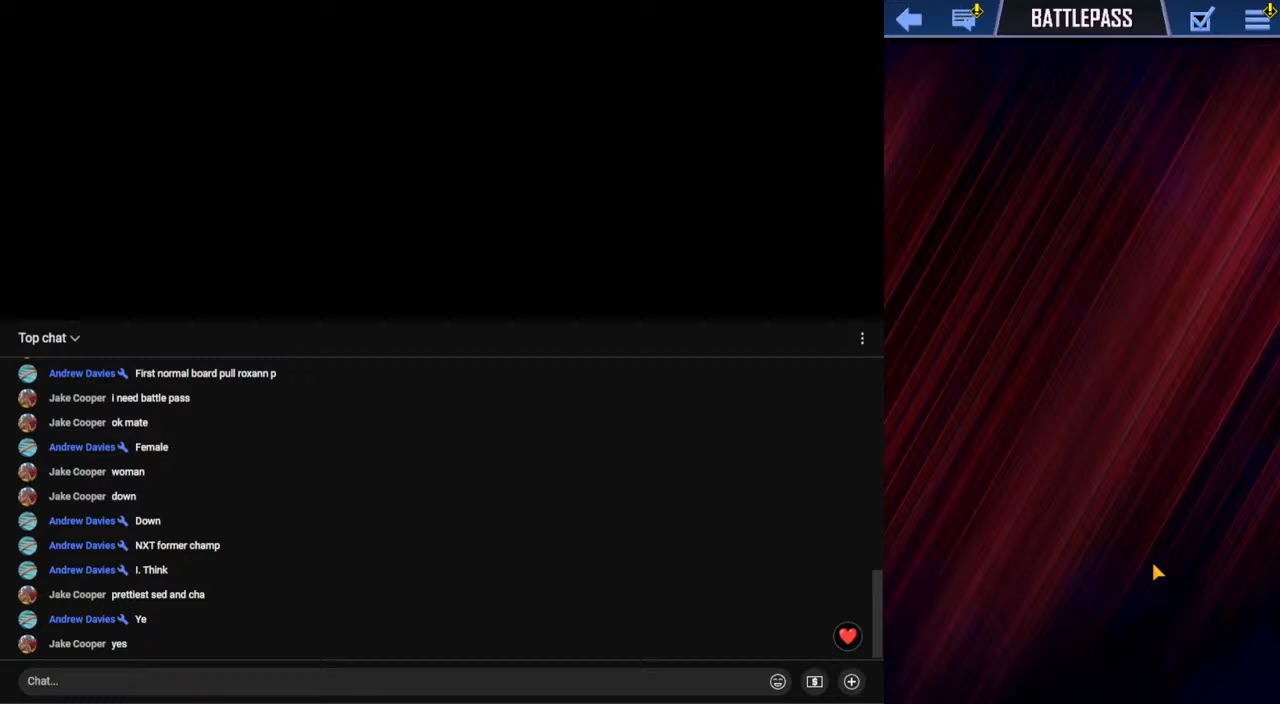 BATTLEPASS
Top chat
Andrew Davies First normal board pull roxann p
Jake Cooper i need battle pass
Jake Cooper ok mate
Andrew Davies Female
Jake Cooper woman
Jake Cooper down
Andrew Davies Down
Andrew Davies NXT former champ
Andrew Davies I. Think
Jake Cooper prettiest sed and cha
Andrew Davies Ye
Jake Cooper yes
Chat...